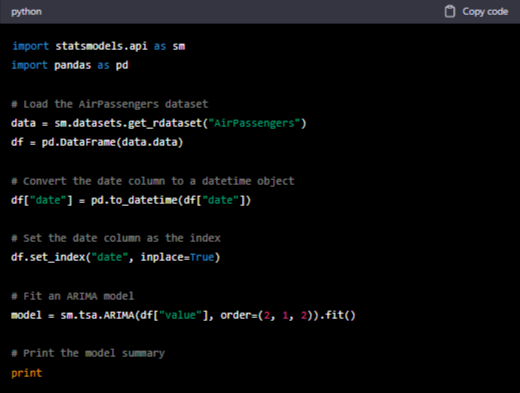 python
Copy code
import statsmodels.api as sm
import pandas as pd
# Load the AirPassengers dataset
data = sm.datasets.get_rdataset("AirPassengers")
df = pd.DataFrame(data.data)
# Convert the date column to a datetime object
df["date"] = pd.to_datetime(df["date"])
# Set the date column as the index
df.set_index("date", inplace=True)
# Fit an ARIMA model
model = sm.tsa.ARIMA(df["value"], order=(2, 1, 2)).fit()
# Print the model summary
print